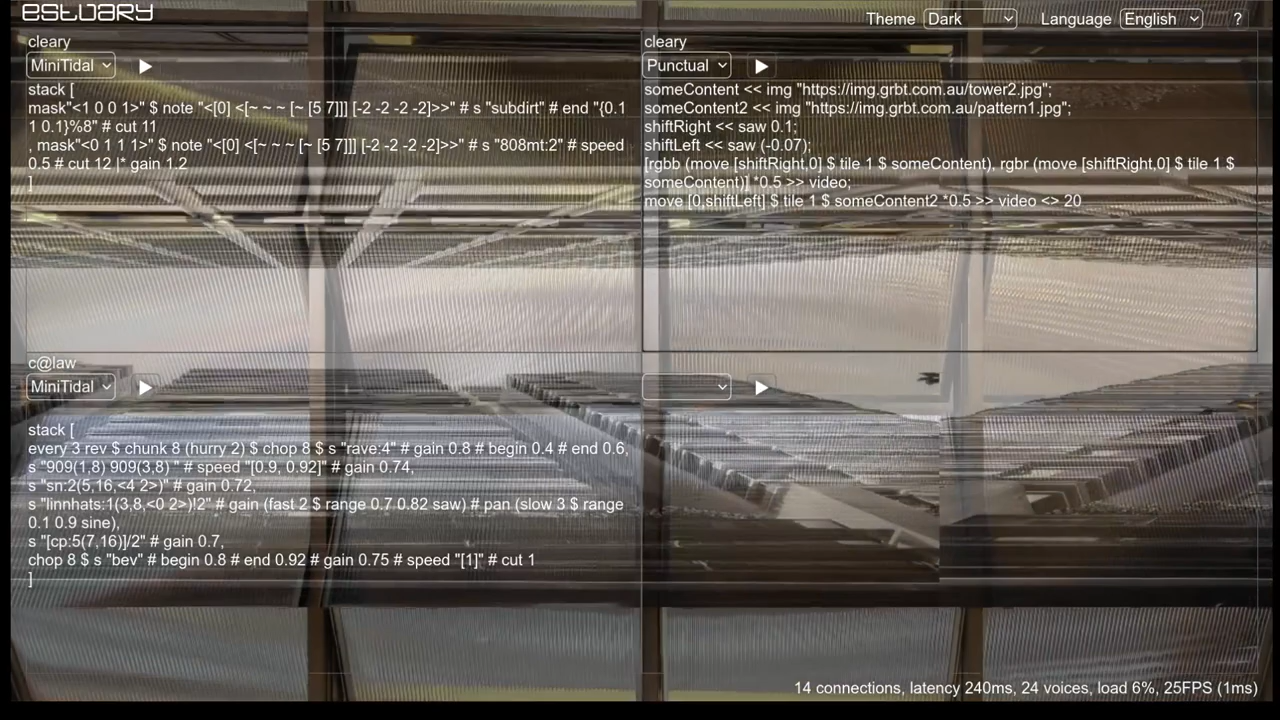 estuary
Theme Dark Language English ?
cleary
MiniTidal
stack [
mask"<1 0 0 1>" $ note "<[0] <[~ ~ ~ [~ [5 7]]] [-2 -2 -2 -2]>>" # s "subdirt" # end "{0.1
1 0.1}%8" # cut 11
, mask"<0 1 1 1>" $ note "<[0] <[~ ~ ~ [~ [5 7]]] [-2 -2 -2 -2]>>" # s "808mt:2" # speed
0.5 # cut 12 |* gain 1.2
]
cleary
Punctual
someContent << img "https://img.grbt.com.au/tower2.jpg";
someContent2 << img "https://img.grbt.com.au/pattern1.jpg";
shiftRight << saw 0.1;
shiftLeft << saw (-0.07);
[rgbb (move [shiftRight,0] $ tile 1 $ someContent), rgbr (move [shiftRight,0] $ tile 1 $
someContent)] *0.5 >> video;
move [0,shiftLeft] $ tile 1 $ someContent2 *0.5 >> video <> 20
c@law
MiniTidal
stack [
every 3 rev $ chunk 8 (hurry 2) $ chop 8 $ s "rave:4" # gain 0.8 # begin 0.4 # end 0.6,
s "909(1,8) 909(3,8) " # speed "[0.9, 0.92]" # gain 0.74,
s "sn:2(5,16,<4 2>)" # gain 0.72,
s "linnhats:1(3,8,<0 2>)!2" # gain (fast 2 $ range 0.7 0.82 saw) # pan (slow 3 $ range
0.1 0.9 sine),
s "[cp:5(7,16)]/2" # gain 0.7,
chop 8 $ s "bev" # begin 0.8 # end 0.92 # gain 0.75 # speed "[1]" # cut 1
]
14 connections, latency 240ms, 24 voices, load 6%, 25FPS (1ms)